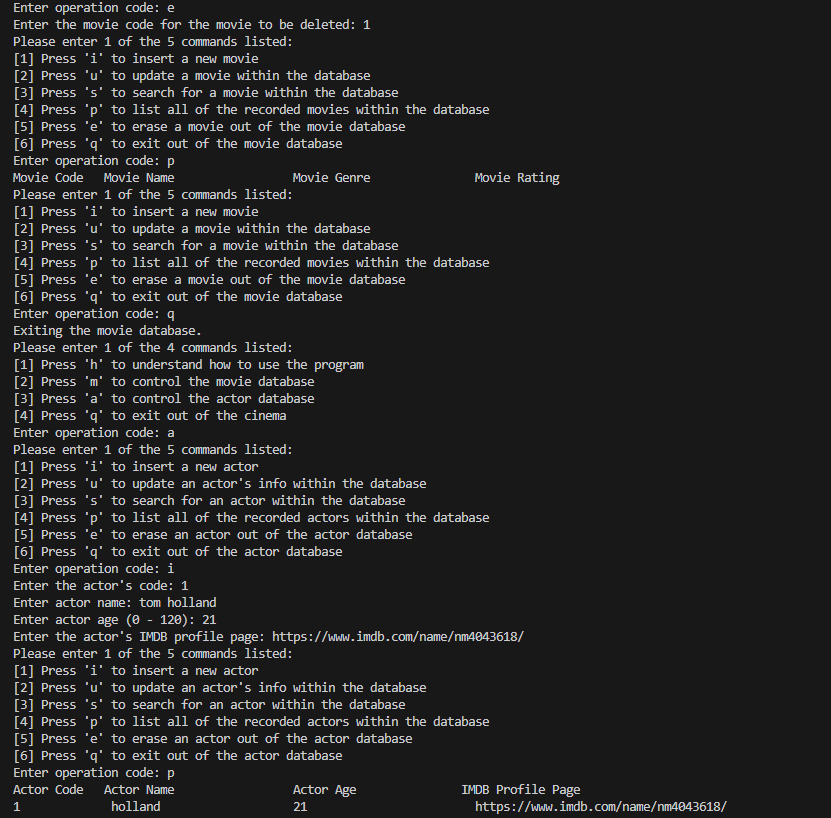 Enter operation code: e
Enter the movie code for the movie to be deleted: 1
Please enter 1 of the 5 commands listed:
[1] Press 'i' to insert a new movie
[2] Press 'u' to update a movie within the database
[3] Press 's' to search for a movie within the database
[4] Press 'p' to list all of the recorded movies within the database
[5] Press 'e' to erase a movie out of the movie database
[6] Press 'q' to exit out of the movie database
Enter operation code: p
Movie Code   Movie Name                 Movie Genre               Movie Rating
Please enter 1 of the 5 commands listed:
[1] Press 'i' to insert a new movie
[2] Press 'u' to update a movie within the database
[3] Press 's' to search for a movie within the database
[4] Press 'p' to list all of the recorded movies within the database
[5] Press 'e' to erase a movie out of the movie database
[6] Press 'q' to exit out of the movie database
Enter operation code: q
Exiting the movie database.
Please enter 1 of the 4 commands listed:
[1] Press 'h' to understand how to use the program
[2] Press 'm' to control the movie database
[3] Press 'a' to control the actor database
[4] Press 'q' to exit out of the cinema
Enter operation code: a
Please enter 1 of the 5 commands listed:
[1] Press 'i' to insert a new actor
[2] Press 'u' to update an actor's info within the database
[3] Press 's' to search for an actor within the database
[4] Press 'p' to list all of the recorded actors within the database
[5] Press 'e' to erase an actor out of the actor database
[6] Press 'q' to exit out of the actor database
Enter operation code: i
Enter the actor's code: 1
Enter actor name: tom holland
Enter actor age (0 - 120): 21
Enter the actor's IMDB profile page: https://www.imdb.com/name/nm4043618/
Please enter 1 of the 5 commands listed:
[1] Press 'i' to insert a new actor
[2] Press 'u' to update an actor's info within the database
[3] Press 's' to search for an actor within the database
[4] Press 'p' to list all of the recorded actors within the database
[5] Press 'e' to erase an actor out of the actor database
[6] Press 'q' to exit out of the actor database
Enter operation code: p
Actor Code   Actor Name                 Actor Age               IMDB Profile Page
1             holland                   21                        https://www.imdb.com/name/nm4043618/